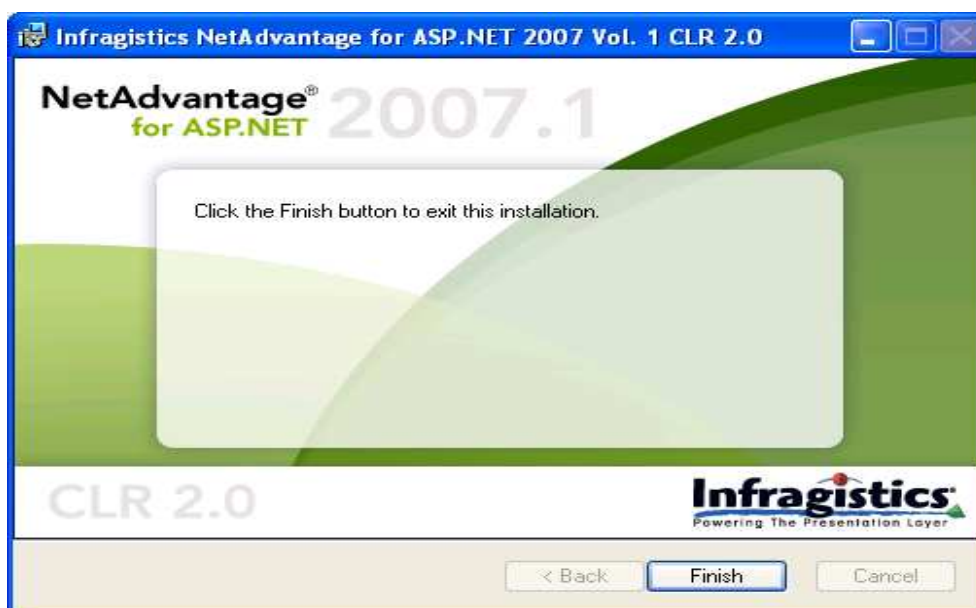 Infragistics NetAdvantage for ASP.NET 2007 Vol. 1 CLR 2.0
NetAdvantage®
for ASP.NET
2007.1
Click the Finish button to exit this installation.
CLR 2.0
Infragistics
Powering The Presentation Layer
< Back
Finish
Cancel